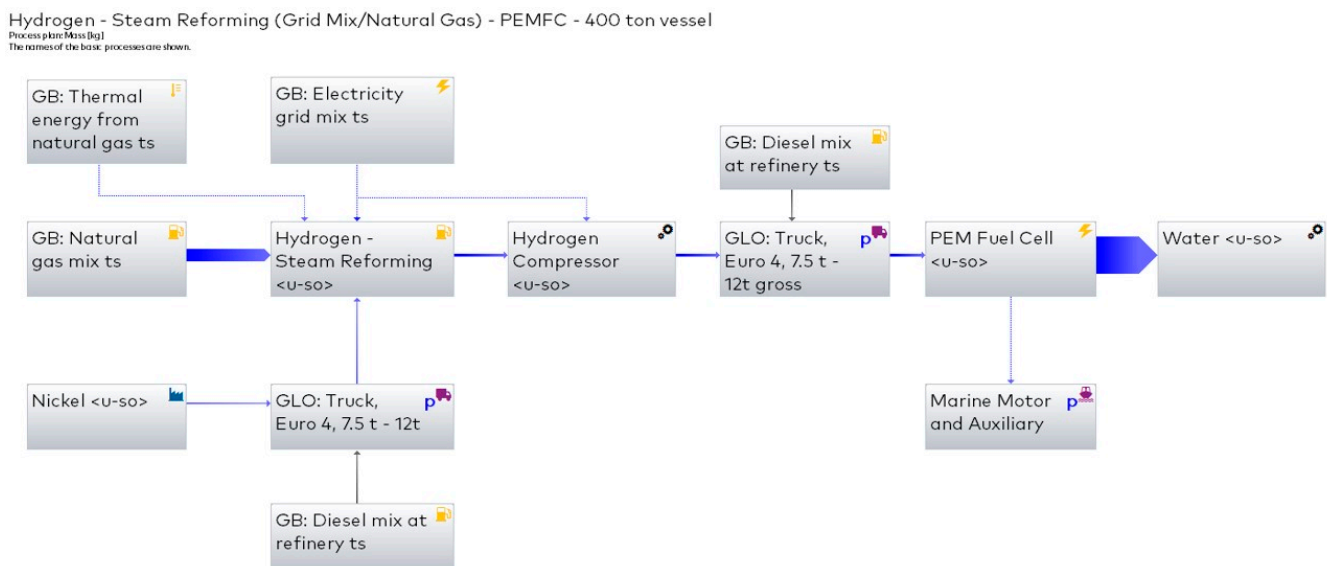 Hydrogen - Steam Reforming (Grid Mix/Natural Gas) - PEMFC - 400 ton vessel
Process plan: Mass [kg]
The names of the basic processes are shown.
GB: Thermal
energy from
natural gas ts
GB: Electricity
grid mix ts
GB: Diesel mix
at refinery ts
GB: Natural
gas mix ts
Hydrogen -
Steam Reforming
<u-so>
Hydrogen
Compressor
<u-so>
GLO: Truck,
Euro 4, 7.5 t -
12t gross
p
PEM Fuel Cell
<u-so>
Water <u-so>
Nickel <u-so>
GLO: Truck,
Euro 4, 7.5 t - 12t
p
Marine Motor
and Auxiliary
p
GB: Diesel mix at
refinery ts